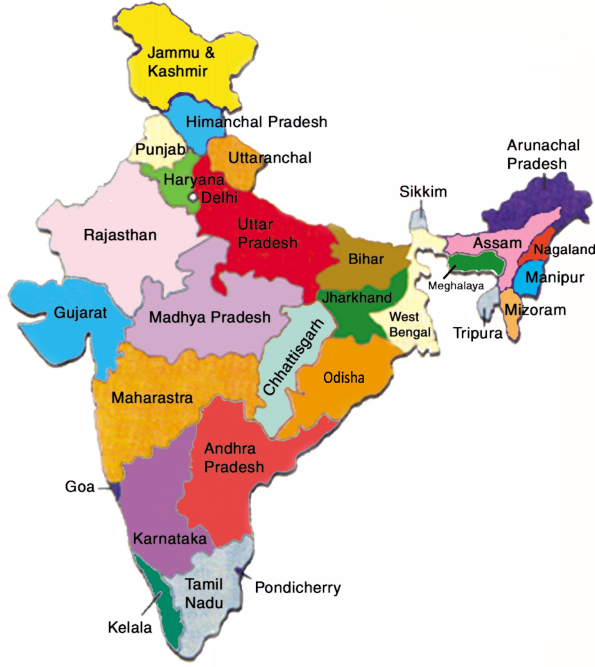 Jammu &
Kashmir
Himanchal Pradesh
Punjab
Uttaranchal
Haryana
Delhi
Arunachal
Pradesh
Sikkim
Rajasthan
Uttar
Pradesh
Assam
Nagaland
Bihar
Meghalaya
Manipur
Jharkhand
Gujarat
Madhya Pradesh
West
Bengal
Mizoram
Tripura
Chhattisgarh
Odisha
Maharastra
Andhra
Pradesh
Goa
Karnataka
Tamil
Nadu
Pondicherry
Kelala